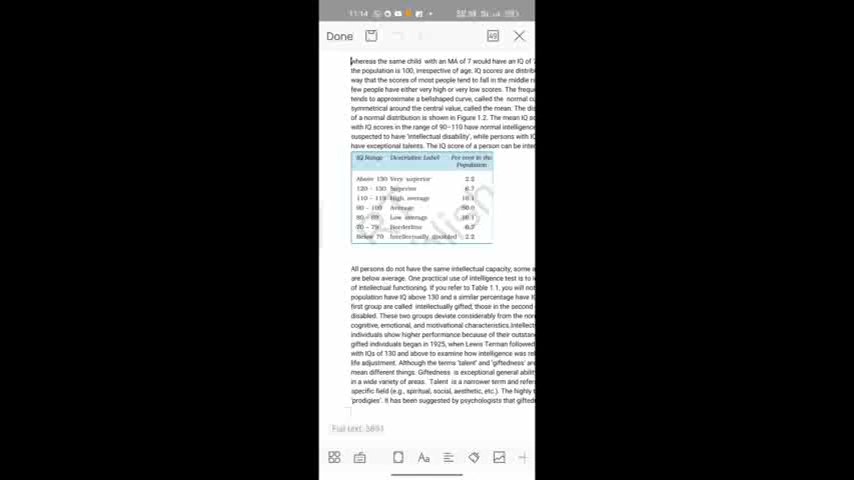 11:14
Done
49
whereas the same child with an MA of 7 would have an IQ of
the population is 100, irrespective of age. IQ scores are distrib
way that the scores of most people tend to fall in the middle r
few people have either very high or very low scores. The frequ
tends to approximate a bellshaped curve, called the normal cu
symmetrical around the central value, called the mean. The dis
of a normal distribution is shown in Figure 1.2. The mean IQ sc
with IQ scores in the range of 90–110 have normal intelligence
suspected to have 'intellectual disability', while persons with IQ
have exceptional talents. The IQ score of a person can be inte
IQ Range Descriptive Label Per cent in the
Population
Above 130 Very superior 2.2
120 - 130 Superior 6.7
110 - 119 High average 16.1
90 - 109 Average 50.0
80 - 89 Low average 16.1
70 - 79 Borderline 6.7
Below 70 Intellectually disabled 2.2
All persons do not have the same intellectual capacity; some a
are below average. One practical use of intelligence test is to i
of intellectual functioning. If you refer to Table 1.1, you will not
population have IQ above 130 and a similar percentage have IQ
first group are called intellectually gifted; those in the second
disabled. These two groups deviate considerably from the nor
cognitive, emotional, and motivational characteristics.Intellect
individuals show higher performance because of their outstan
gifted individuals began in 1925, when Lewis Terman followed
with IQs of 130 and above to examine how intelligence was rel
life adjustment. Although the terms 'talent' and 'giftedness' are
mean different things. Giftedness is exceptional general abilit
in a wide variety of areas. Talent is a narrower term and refers
specific field (e.g., spiritual, social, aesthetic, etc.). The highly t
'prodigies'. It has been suggested by psychologists that gifted
Full text: 3691
Aa